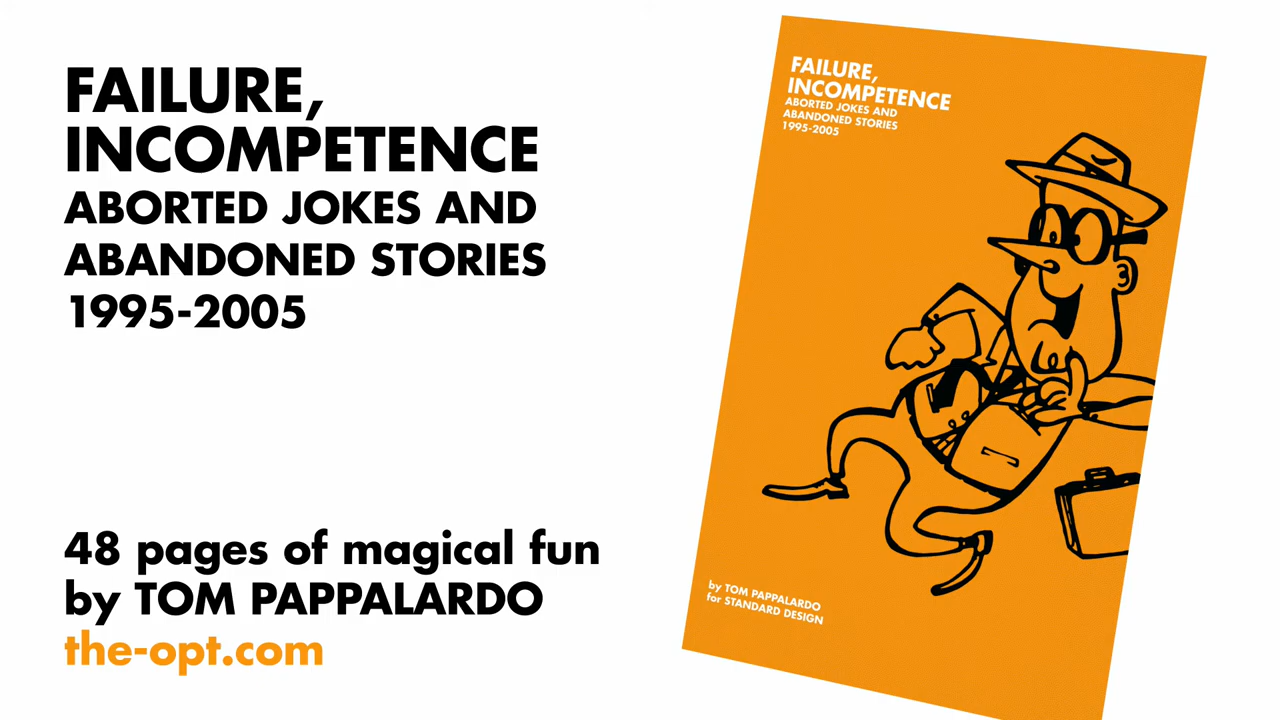 FAILURE,
INCOMPETENCE
ABORTED JOKES AND
ABANDONED STORIES
1995-2005
48 pages of magical fun
by TOM PAPPALARDO
the-opt.com
FAILURE,
INCOMPETENCE
ABORTED JOKES AND
ABANDONED STORIES
1995-2005
by TOM PAPPALARDO
for STANDARD DESIGN